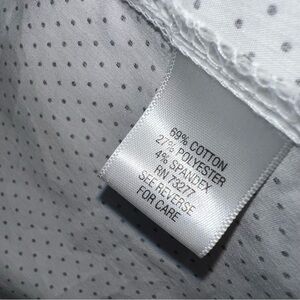 69% COTTON
27% POLYESTER
4% SPANDEX
RN 73277
SEE REVERSE
FOR CARE